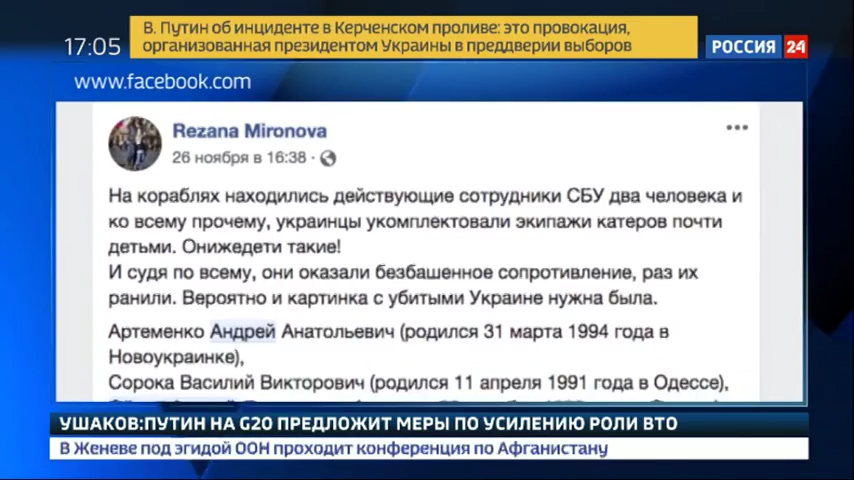 17:05
В. Путин об инциденте в Керченском проливе: это провокация,
организованная президентом Украины в преддверии выборов
РОССИЯ 24
www.facebook.com
Rezana Mironova
26 ноября в 16:38 ·
На кораблях находились действующие сотрудники СБУ два человека и
ко всему прочему, украинцы укомплектовали экипажи катеров почти
детьми. Онижедети такие!
И судя по всему, они оказали безбашенное сопротивление, раз их
ранили. Вероятно и картинка с убитыми Украине нужна была.
Артеменко Андрей Анатольевич (родился 31 марта 1994 года в
Новоукраинке),
Сорока Василий Викторович (родился 11 апреля 1991 года в Одессе),
УШАКОВ:ПУТИН НА G20 ПРЕДЛОЖИТ МЕРЫ ПО УСИЛЕНИЮ РОЛИ ВТО
В Женеве под эгидой ООН проходит конференция по Афганистану